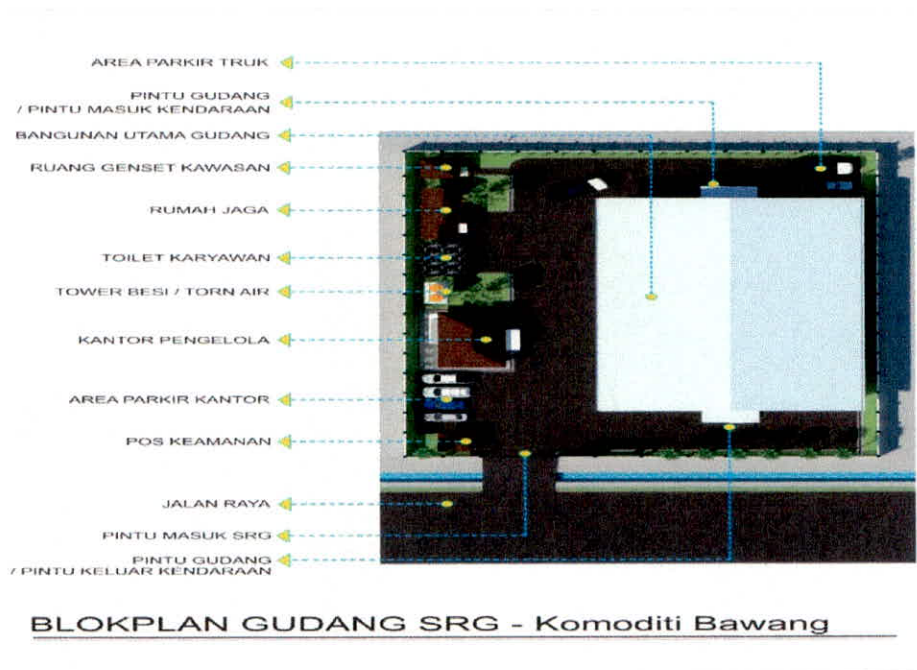 AREA PARKIR TRUK
PINTU GUDANG
/ PINTU MASUK KENDARAAN
BANGUNAN UTAMA GUDANG
RUANG GENSET KAWASAN
RUMAH JAGA
TOILET KARYAWAN
TOWER BESI / TORN AIR
KANTOR PENGELOLA
AREA PARKIR KANTOR
POS KEAMANAN
JALAN RAYA
PINTU MASUK SRG
PINTU GUDANG
/ PINTU KELUAR KENDARAAN
BLOKPLAN GUDANG SRG - Komoditi Bawang